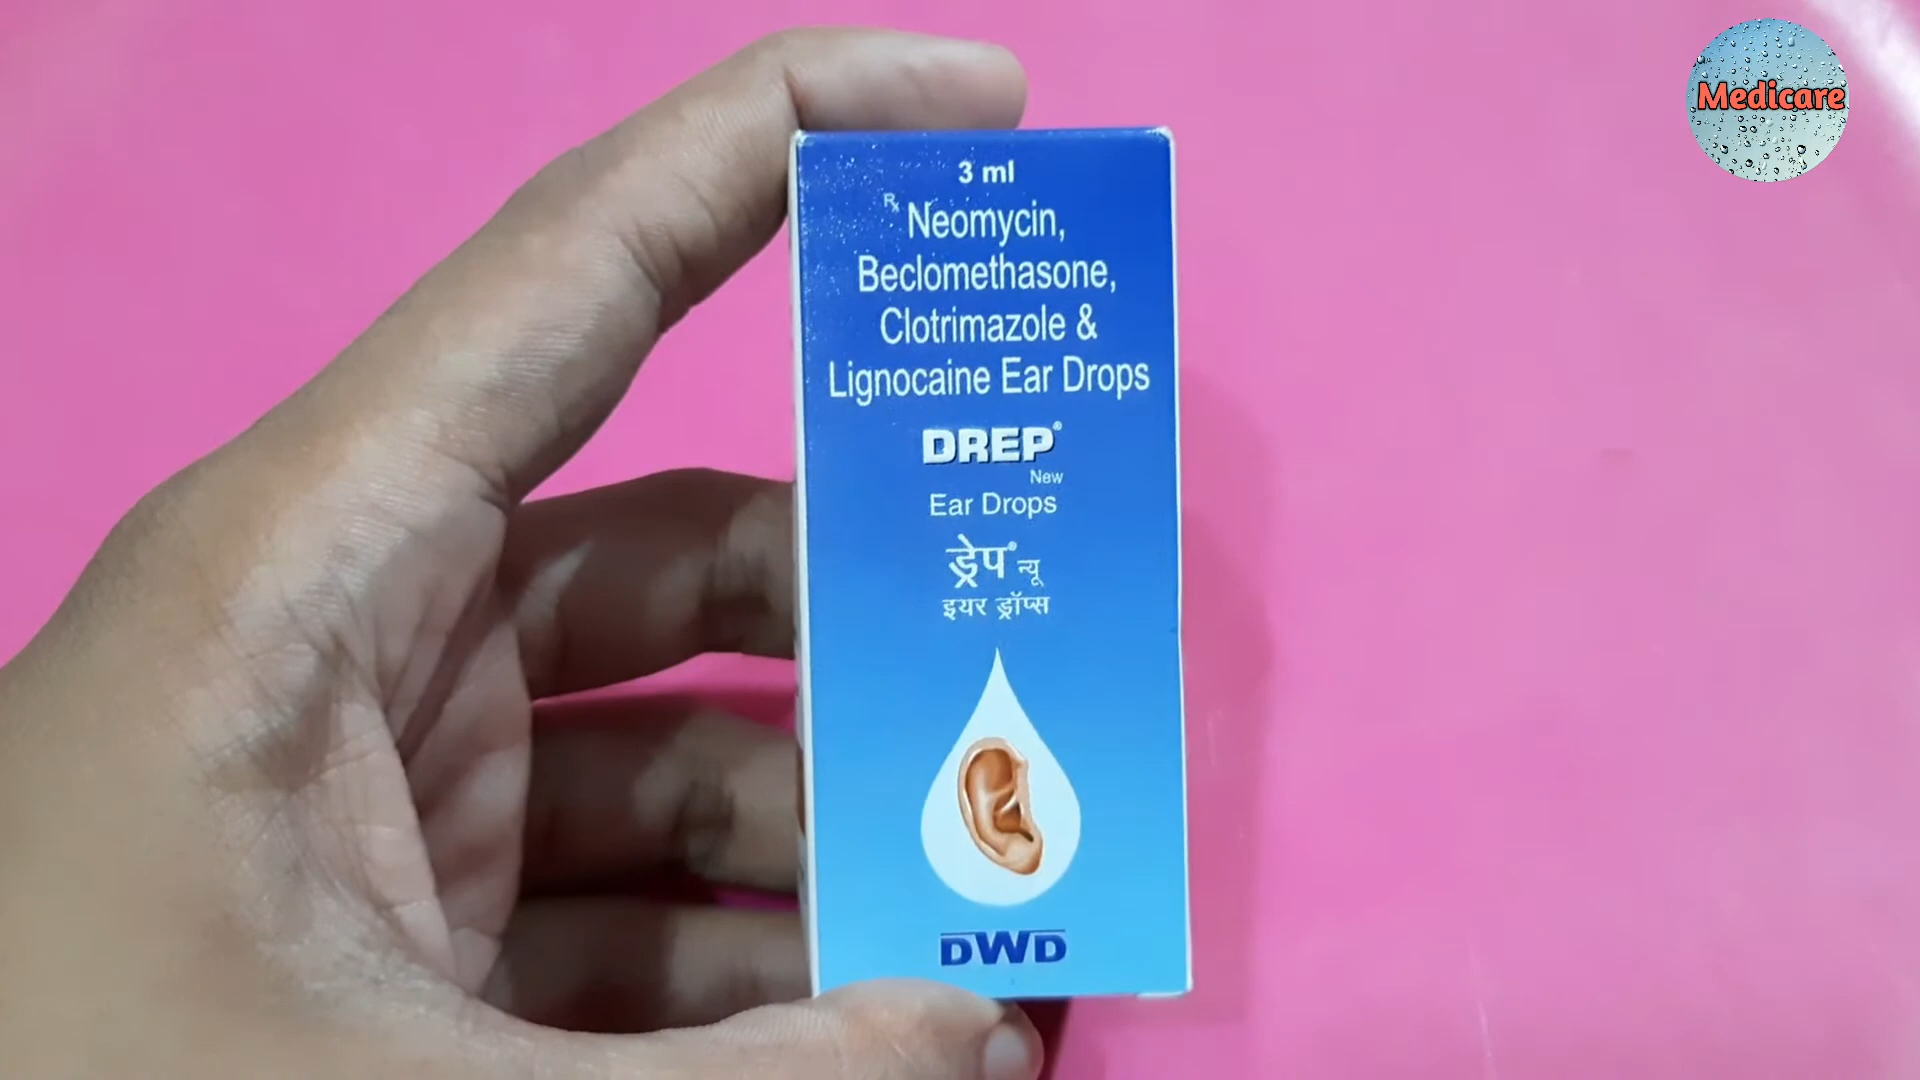 Medicare
3 ml
Rx Neomycin,
Beclomethasone,
Clotrimazole &
Lignocaine Ear Drops
DREP®
New
Ear Drops
ड्रेप® न्यू
इयर ड्रॉप्स
DWD